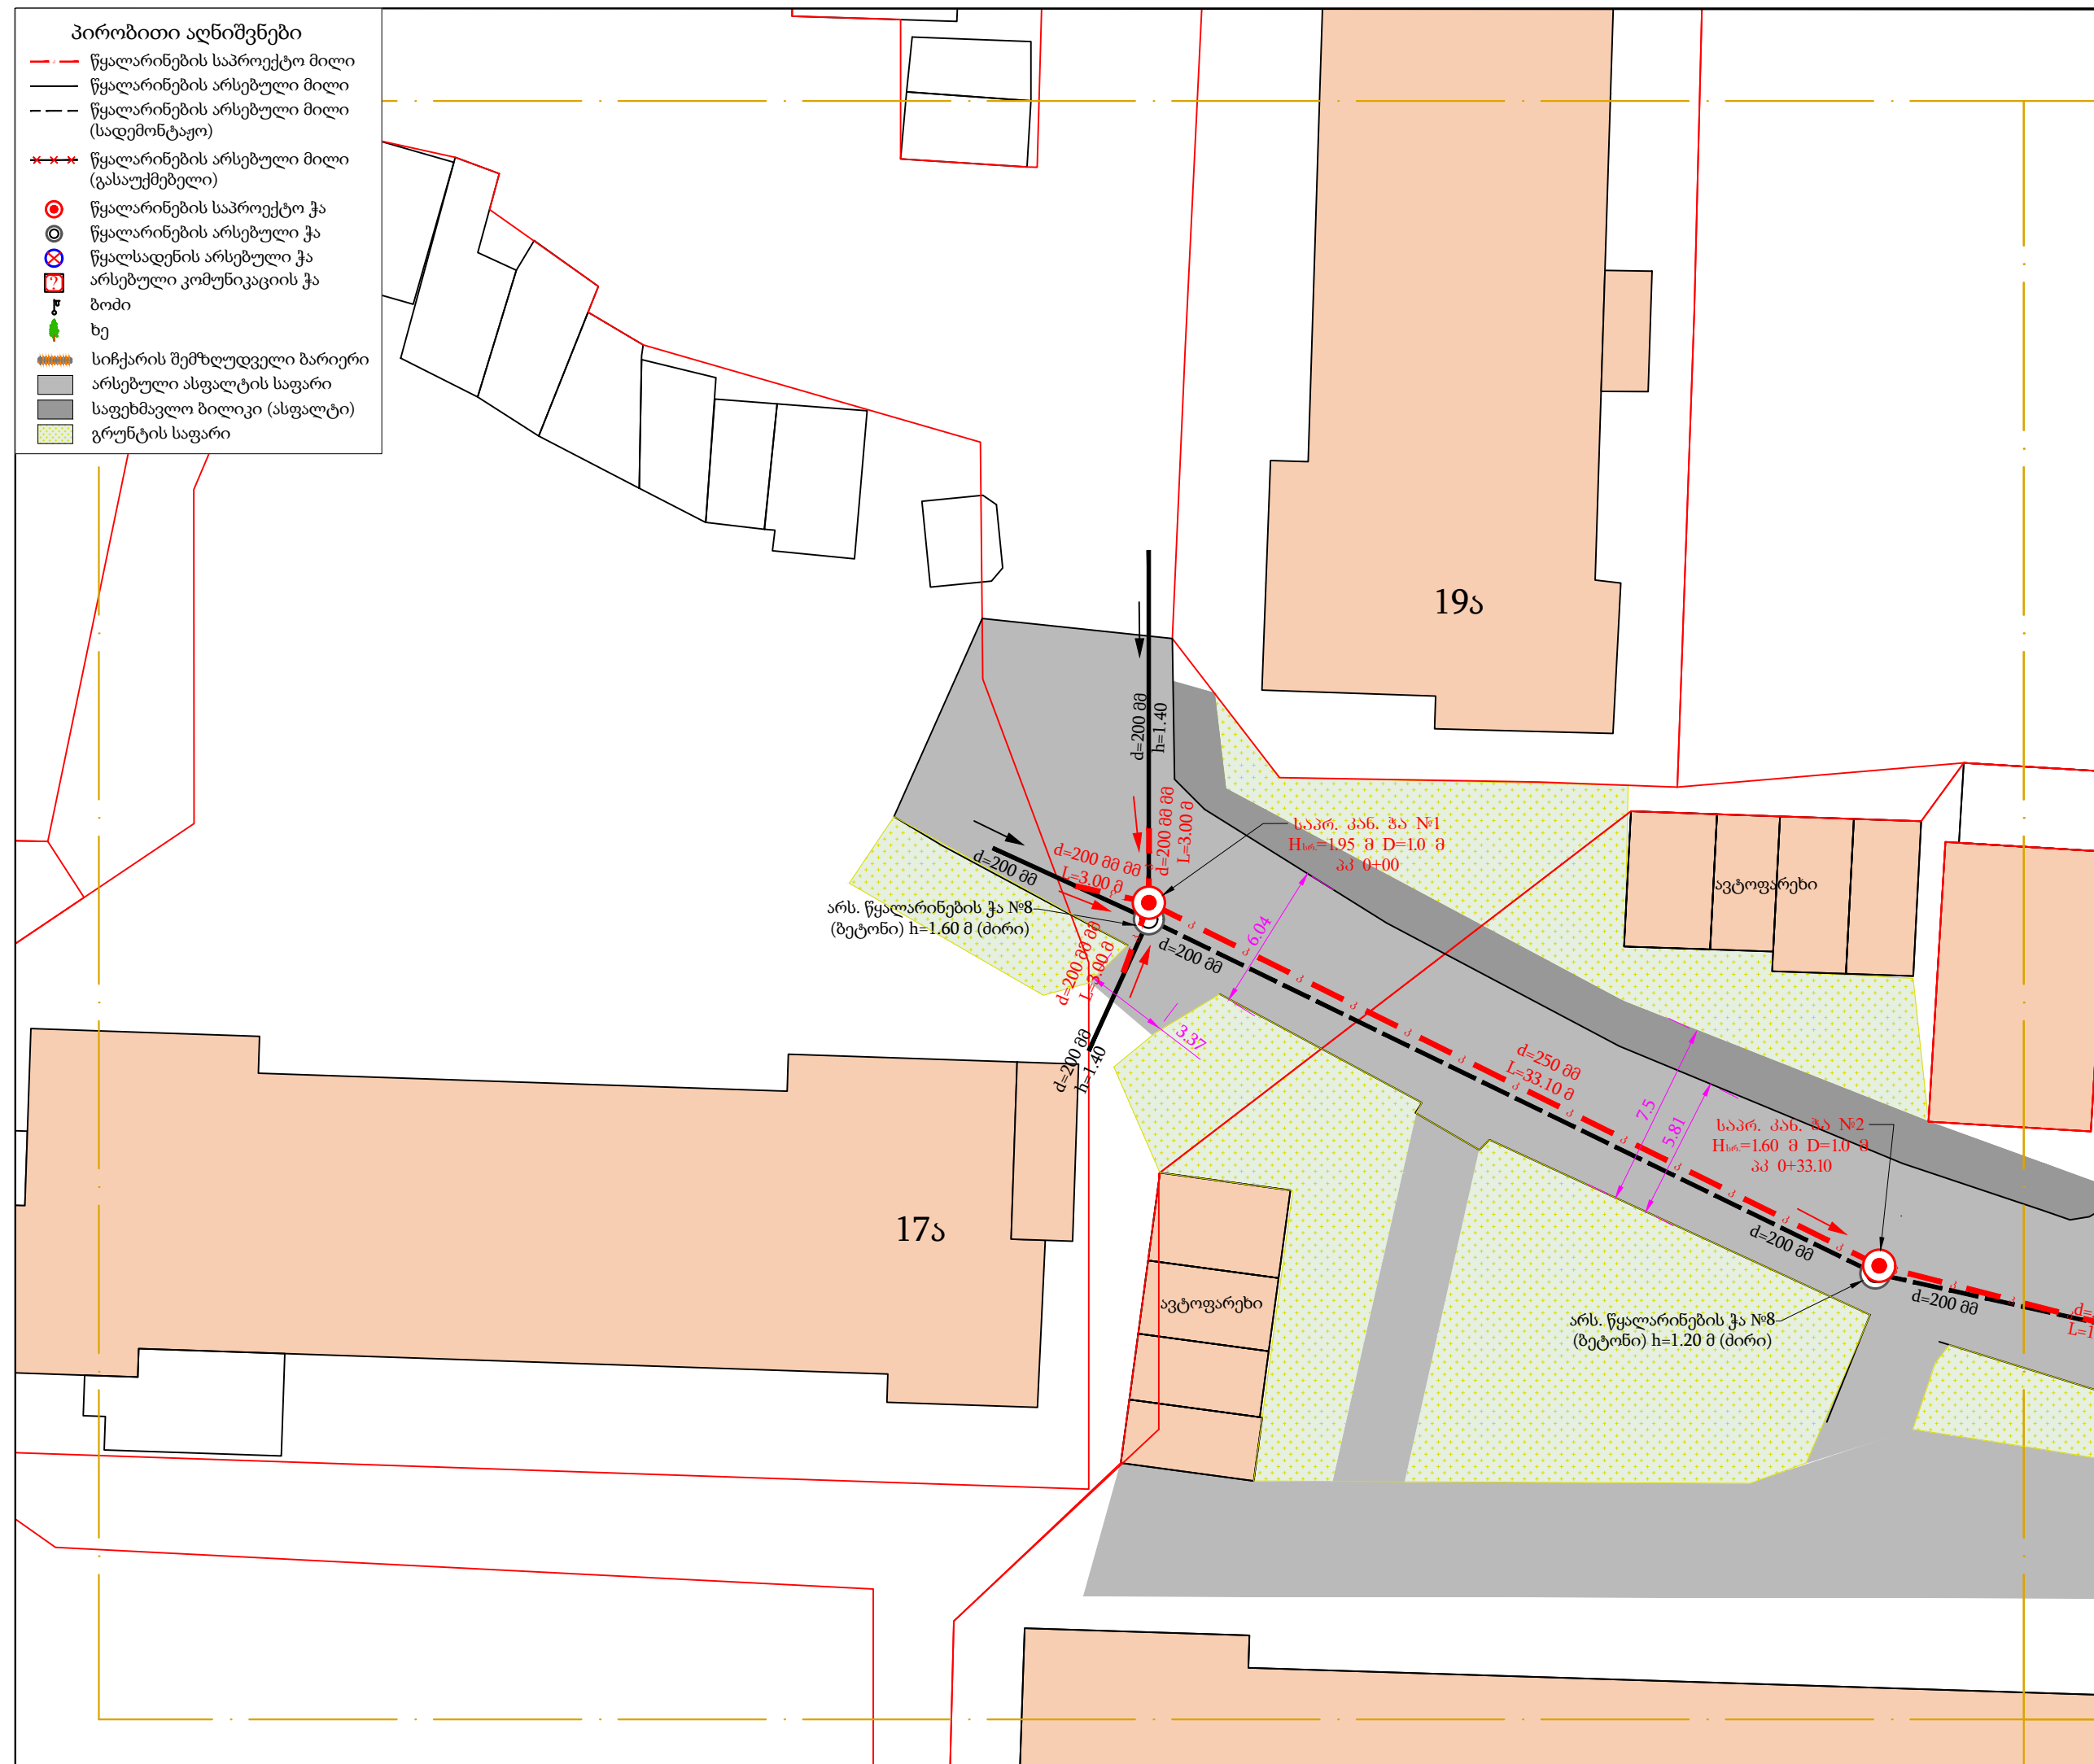 პირობითი აღნიშვნები
წყალარინების საპროექტო მილი
წყალარინების არსებული მილი
წყალარინების არსებული მილი
(სადემონტაჟო)
წყალარინების არსებული მილი
(გასაუქმებელი)
წყალარინების საპროექტო ჭა
წყალარინების არსებული ჭა
წყალსადენის არსებული ჭა
არსებული კომუნიკაციის ჭა
ბოძი
ხე
სიჩქარის შემზღუდველი ბარიერი
არსებული ასფალტის საფარი
საფეხმავლო ბილიკი (ასფალტი)
გრუნტის საფარი
19ა
d=200 მმ
h=1.40
d=200 მმ მმ
L=3.00 მ
საპრ. კან. ჭა №1
Hსრ.=1.95 მ D=1.0 მ
პკ 0+00
d=200 მმ
d=200 მმ მმ
L=3.00 მ
არს. წყალარინების ჭა №8
(ბეტონი) h=1.60 მ (ძირი)
ავტოფარეხი
6.04
d=200 მმ
d=200 მმ მმ
L=3.00 მ
3.37
d=200 მმ
h=1.40
d=250 მმ
L=33.10 მ
7.5
5.81
საპრ. კან. ჭა №2
Hსრ.=1.60 მ D=1.0 მ
პკ 0+33.10
17ა
d=200 მმ
ავტოფარეხი
d=200 მმ
არს. წყალარინების ჭა №8
(ბეტონი) h=1.20 მ (ძირი)
d=
L=1